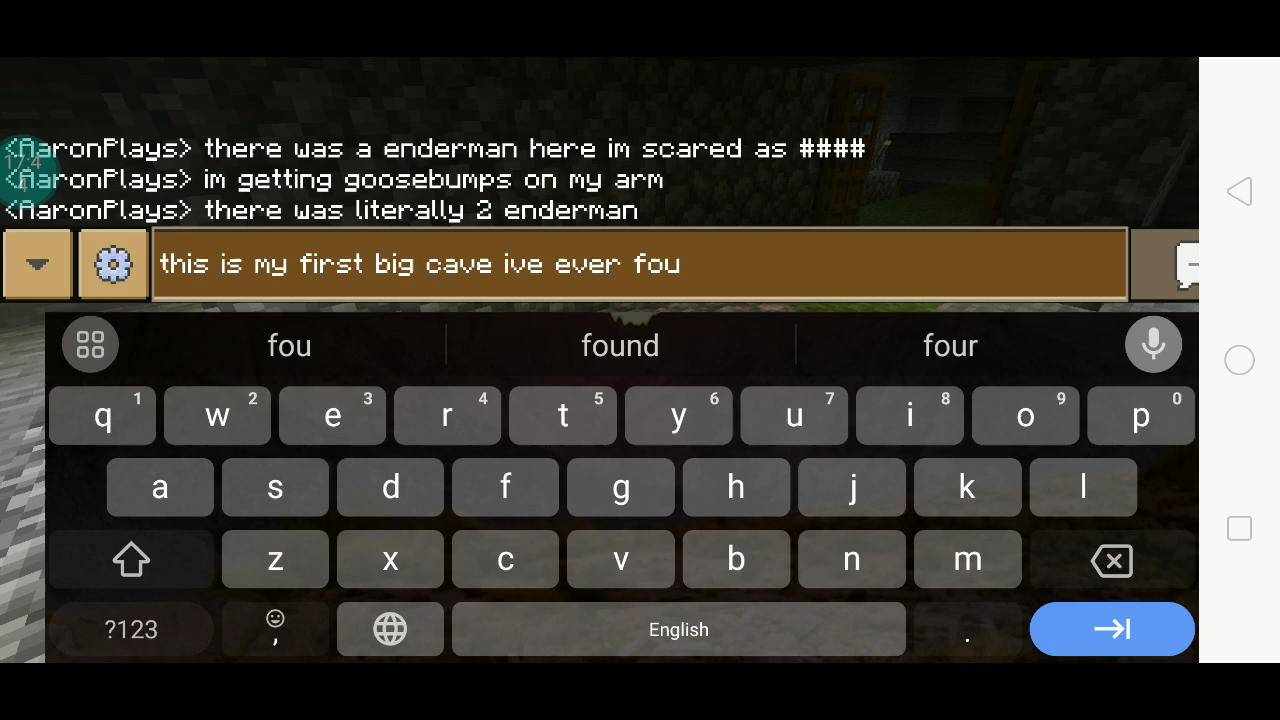 <AaronPlays> there was a enderman here im scared as ####
<AaronPlays> im getting goosebumps on my arm
<AaronPlays> there was literally 2 enderman
this is my first big cave ive ever fou
fou found four
q 1 w 2 e 3 r 4 t 5 y 6 u 7 i 8 o 9 p 0
a s d f g h j k l
z x c v b n m
?123 , English .